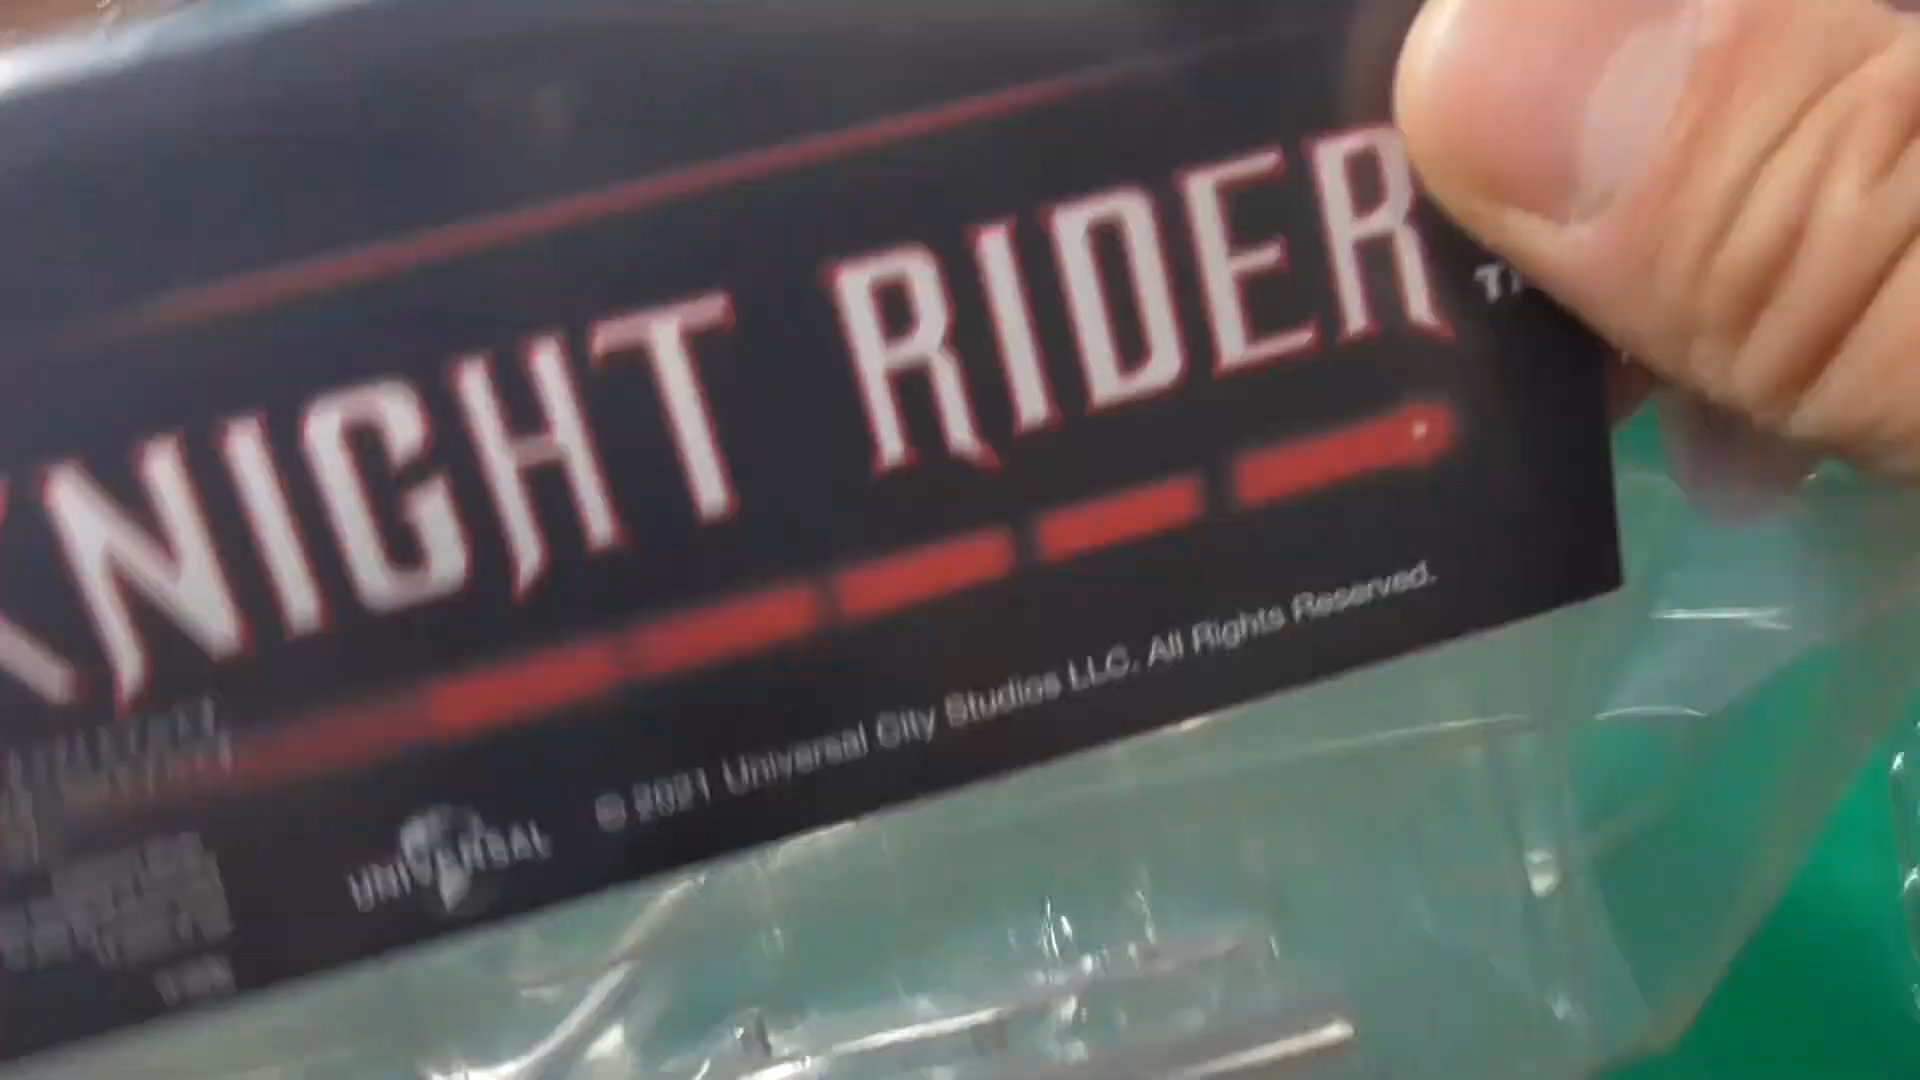 KNIGHT RIDER
UNIVERSAL
© 2021 Universal City Studios LLC. All Rights Reserved.